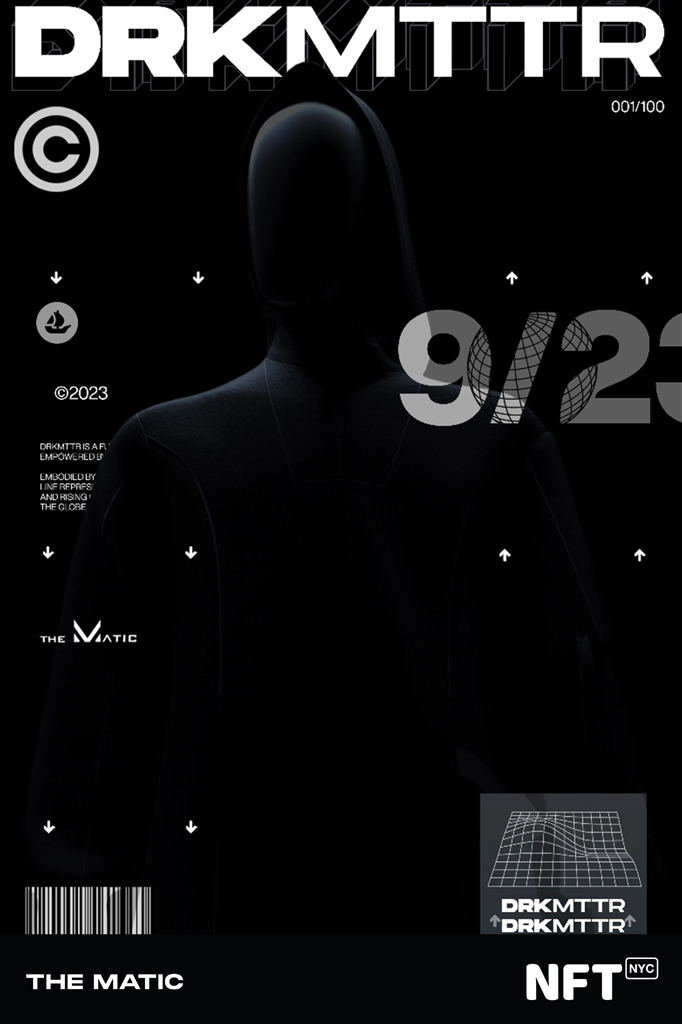 DRKMTTR
001/100
©
9/23
©2023
DRKMTTR IS A FU
EMPOWERED B
EMBODIED BY
LINE REPRES
AND RISING
THE GLOBE
THE MATIC
DRKMTTR
DRKMTTR
THE MATIC
NFT NYC